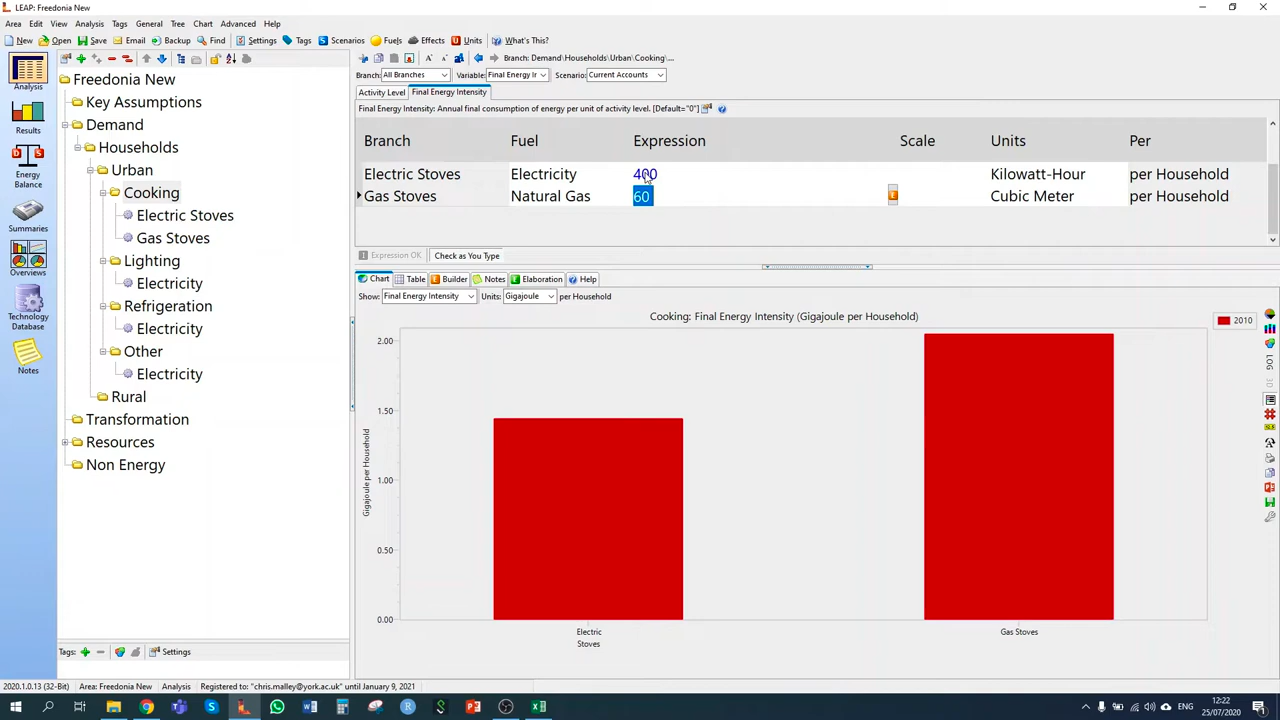 LEAP: Freedonia New
Area Edit View Analysis Tags General Tree Chart Advanced Help
New Open Save Email Backup Find Settings Tags Scenarios Fuels Effects Units What's This?
Analysis
Results
Energy Balance
Summaries
Overviews
Technology Database
Notes
Freedonia New
Key Assumptions
Demand
Households
Urban
Cooking
Electric Stoves
Gas Stoves
Lighting
Electricity
Refrigeration
Electricity
Other
Electricity
Rural
Transformation
Resources
Non Energy
Tags: Settings
Branch: Demand\Households\Urban\Cooking\...
Branch: All Branches Variable: Final Energy Ir Scenario: Current Accounts
Activity Level Final Energy Intensity
Final Energy Intensity: Annual final consumption of energy per unit of activity level. [Default="0"]
Branch Fuel Expression Scale Units Per
Electric Stoves Electricity 400 Kilowatt-Hour per Household
Gas Stoves Natural Gas 60 Cubic Meter per Household
Expression OK Check as You Type
Chart Table Builder Notes Elaboration Help
Show: Final Energy Intensity Units: Gigajoule per Household
Cooking: Final Energy Intensity (Gigajoule per Household)
2010
Gigajoule per Household
2.00
1.50
1.00
0.50
0.00
Electric Stoves
Gas Stoves
LOG
2020.1.0.13 (32-Bit) Area: Freedonia New Analysis Registered to: "chris.malley@york.ac.uk" until January 9, 2021
12:22
25/07/2020